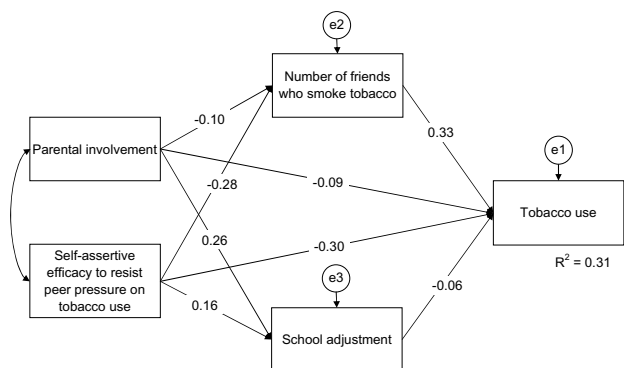 e2
Number of friends
who smoke tobacco
-0.10
Parental involvement
0.33
e1
-0.28
-0.09
Tobacco use
0.26
-0.30
Self-assertive
efficacy to resist
peer pressure on
tobacco use
R² = 0.31
e3
0.16
-0.06
School adjustment